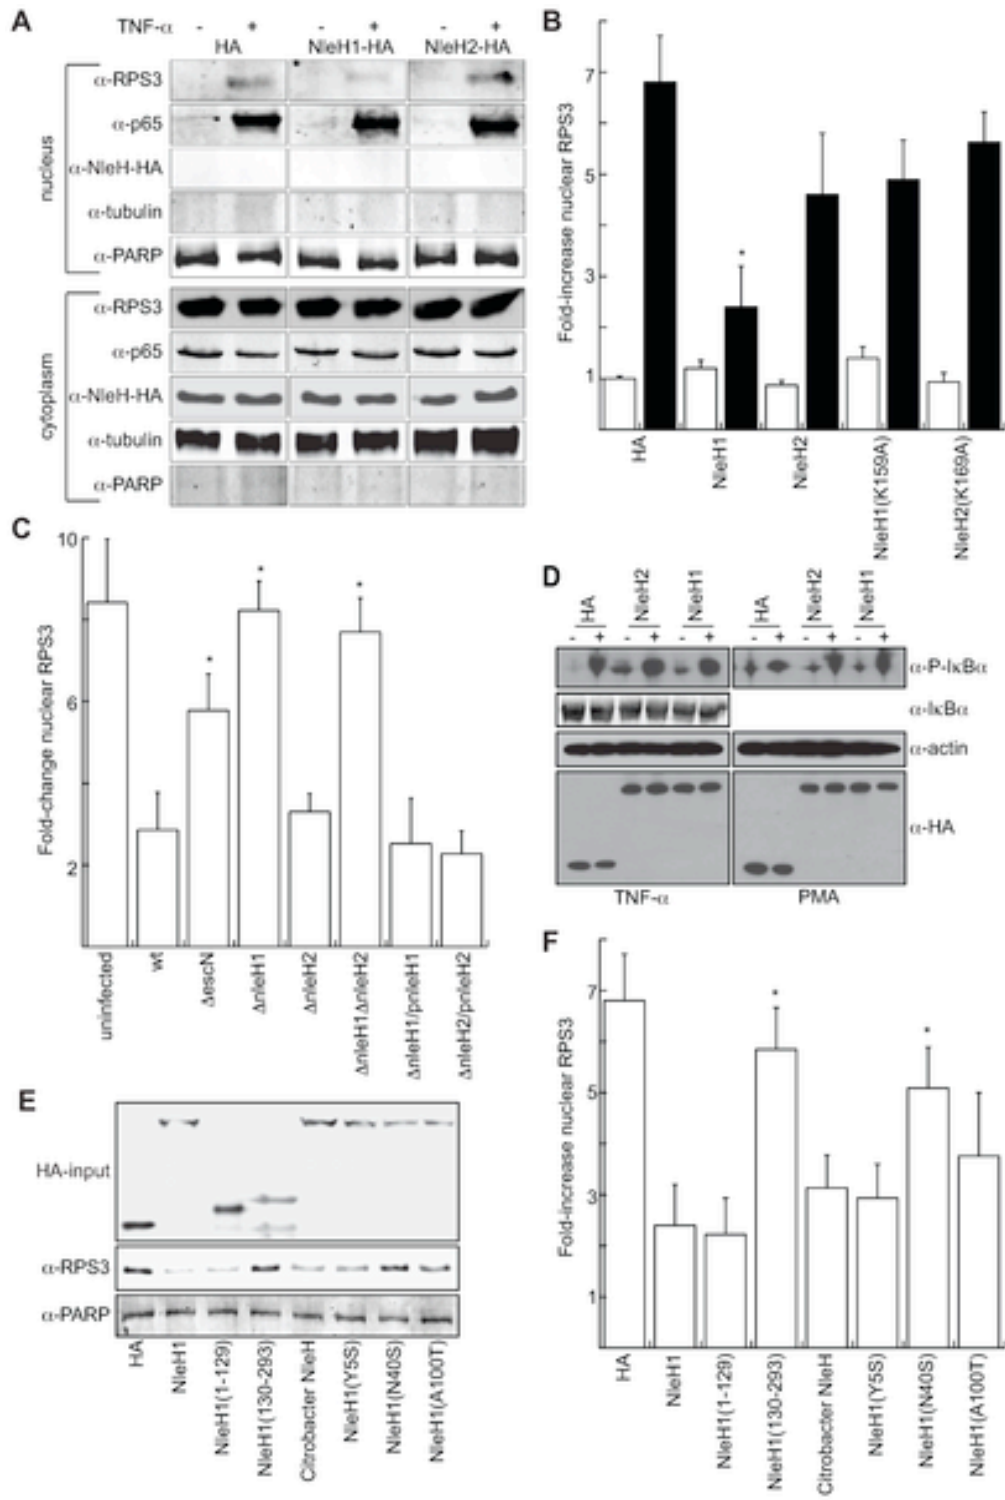 A
TNF-α - + - + - +
HA NleH1-HA NleH2-HA
nucleus
α-RPS3
α-p65
α-NleH-HA
α-tubulin
α-PARP
cytoplasm
α-RPS3
α-p65
α-NleH-HA
α-tubulin
α-PARP
B
Fold-increase nuclear RPS3
7
5
3
1
*
HA
NleH1
NleH2
NleH1(K159A)
NleH2(K169A)
C
Fold-change nuclear RPS3
10
6
2
* * *
uninfected
wt
ΔescN
ΔnleH1
ΔnleH2
ΔnleH1ΔnleH2
ΔnleH1/pnleH1
ΔnleH2/pnleH2
D
HA NleH2 NleH1 HA NleH2 NleH1
- + - + - + - + - + - +
α-P-IκBα
α-IκBα
α-actin
α-HA
TNF-α PMA
E
HA-input
α-RPS3
α-PARP
HA
NleH1
NleH1(1-129)
NleH1(130-293)
Citrobacter NleH
NleH1(Y5S)
NleH1(N40S)
NleH1(A100T)
F
Fold-increase nuclear RPS3
7
5
3
1
* *
HA
NleH1
NleH1(1-129)
NleH1(130-293)
Citrobacter NleH
NleH1(Y5S)
NleH1(N40S)
NleH1(A100T)